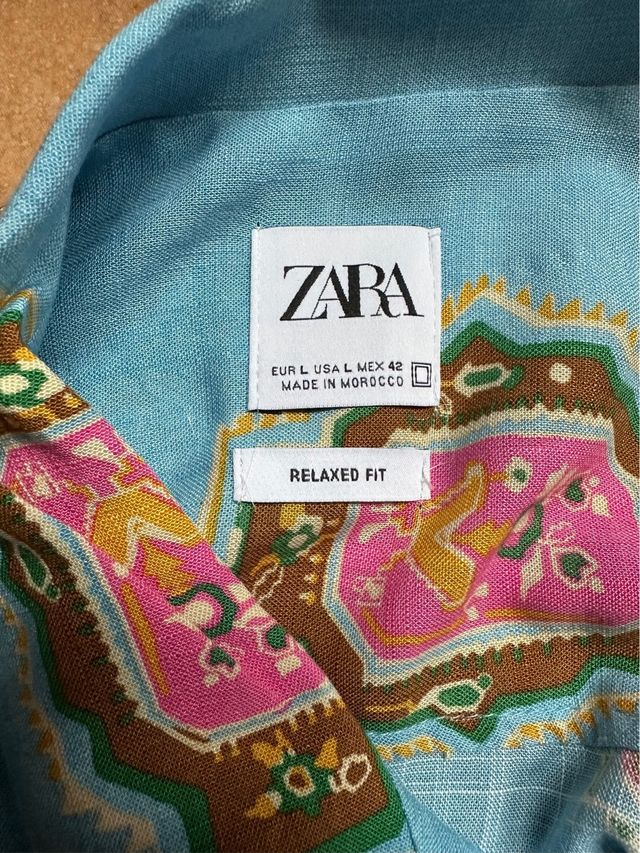 ZARA
EUR L USA L MEX 42
MADE IN MOROCCO
RELAXED FIT